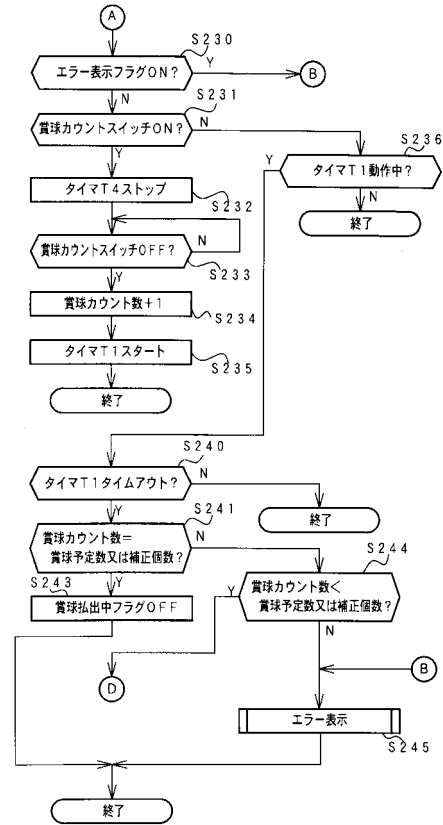 A
S230
エラー表示フラグON?
Y
B
N
S231
賞球カウントスイッチON?
N
S236
Y
Y
タイマT1動作中?
タイマT4ストップ
S232
N
終了
賞球カウントスイッチOFF?
N
Y
S233
賞球カウント数+1
S234
タイマT1スタート
S235
終了
S240
タイマT1タイムアウト?
N
Y
S241
終了
賞球カウント数=
賞球予定数又は補正個数?
N
S244
S243
Y
賞球カウント数<
賞球予定数又は補正個数?
Y
賞球払出中フラグOFF
N
D
B
エラー表示
S245
終了